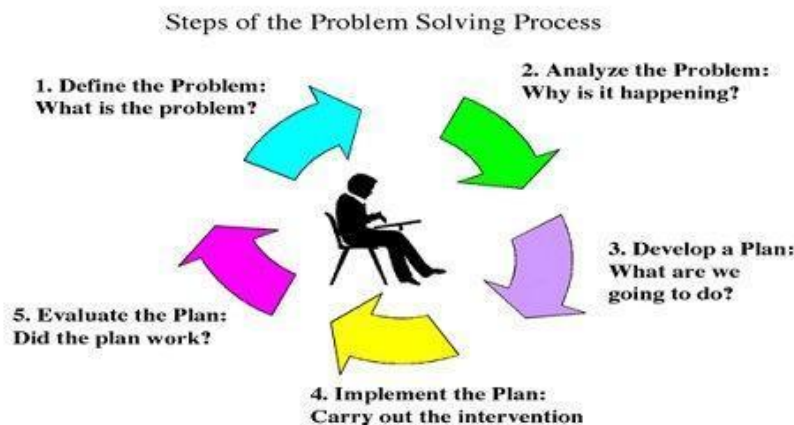 Steps of the Problem Solving Process
1. Define the Problem:
What is the problem?
2. Analyze the Problem:
Why is it happening?
3. Develop a Plan:
What are we
going to do?
4. Implement the Plan:
Carry out the intervention
5. Evaluate the Plan:
Did the plan work?